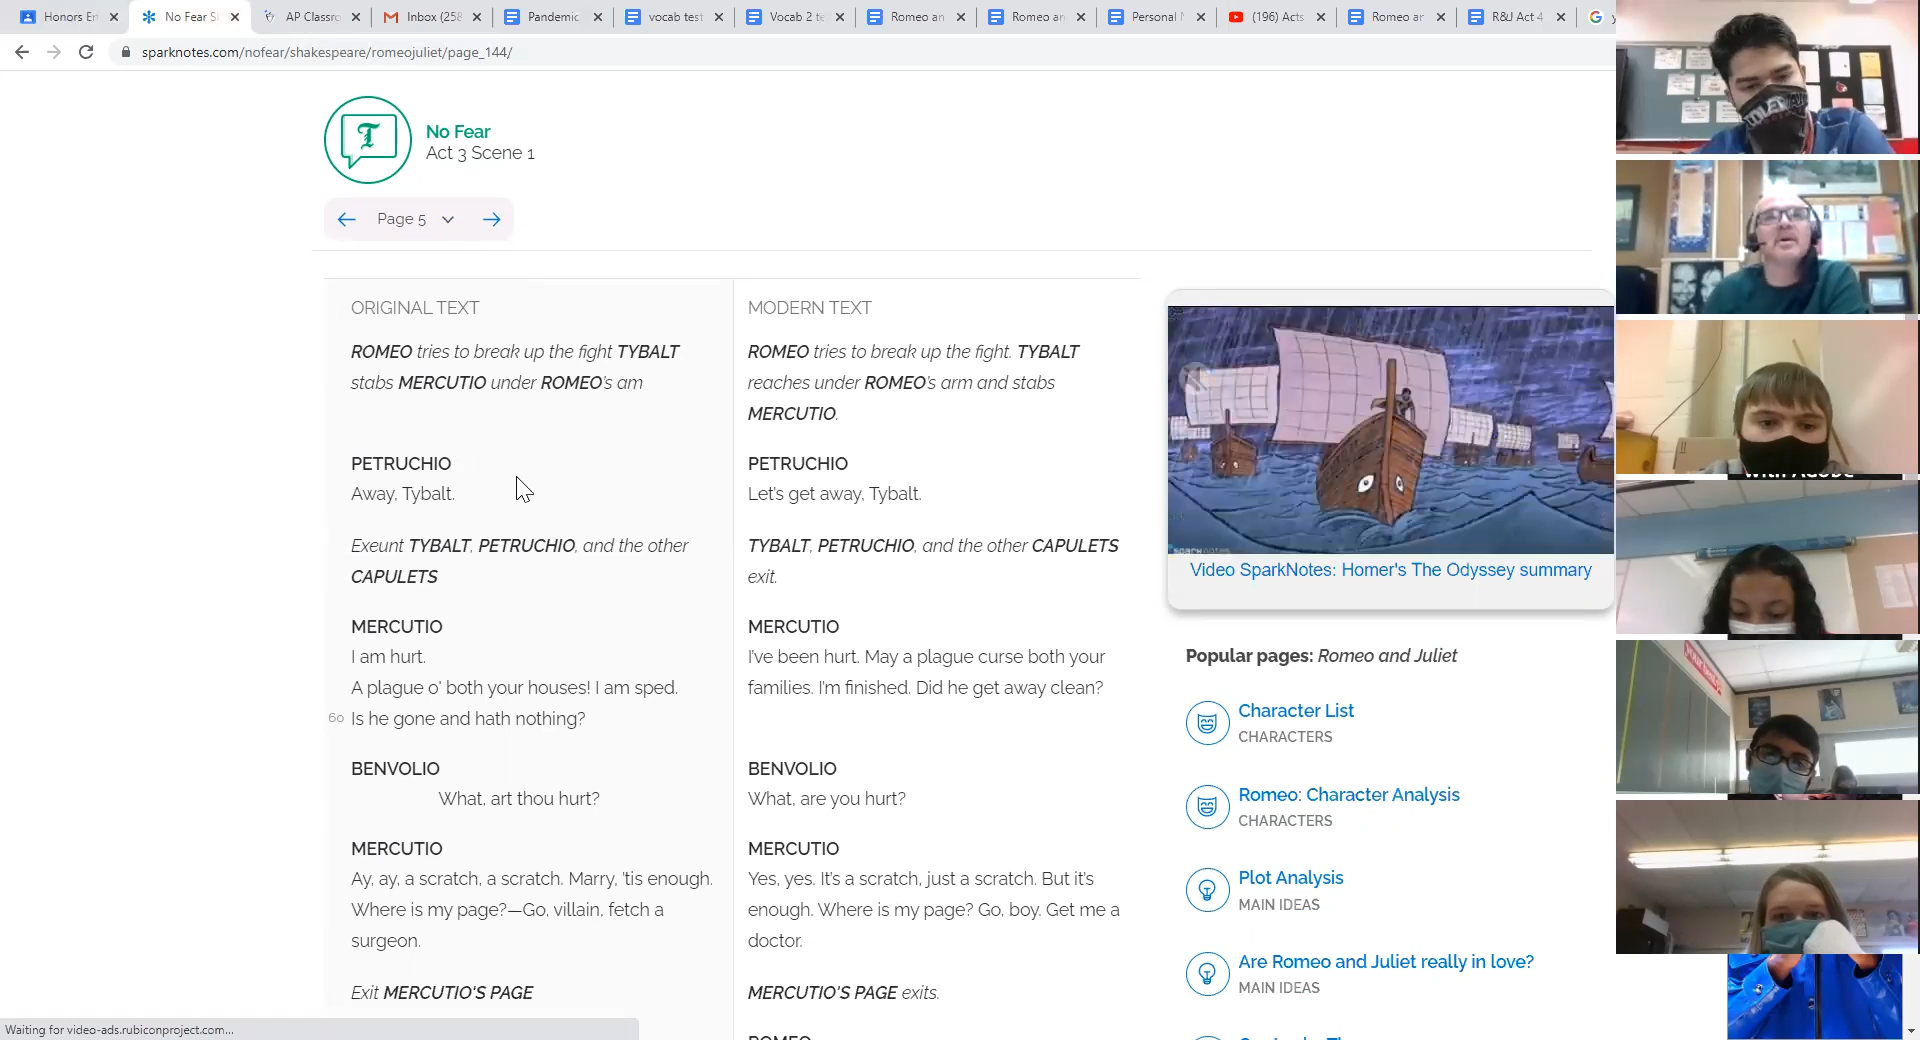 Honors En
No Fear S
AP Classro
Inbox (258
Pandemic
vocab test
Vocab 2 te
Romeo an
Romeo an
Personal
(196) Acts
Romeo an
R&J Act 4
sparknotes.com/nofear/shakespeare/romeojuliet/page_144/
No Fear
Act 3 Scene 1
Page 5
ORIGINAL TEXT
ROMEO tries to break up the fight TYBALT
stabs MERCUTIO under ROMEO's am
PETRUCHIO
Away, Tybalt.
Exeunt TYBALT, PETRUCHIO, and the other
CAPULETS
MERCUTIO
I am hurt.
A plague o' both your houses! I am sped.
60 Is he gone and hath nothing?
BENVOLIO
What, art thou hurt?
MERCUTIO
Ay, ay, a scratch, a scratch. Marry, 'tis enough.
Where is my page?—Go, villain, fetch a
surgeon.
Exit MERCUTIO'S PAGE
MODERN TEXT
ROMEO tries to break up the fight. TYBALT
reaches under ROMEO's arm and stabs
MERCUTIO.
PETRUCHIO
Let's get away, Tybalt.
TYBALT, PETRUCHIO, and the other CAPULETS
exit.
MERCUTIO
I've been hurt. May a plague curse both your
families. I'm finished. Did he get away clean?
BENVOLIO
What, are you hurt?
MERCUTIO
Yes, yes. It's a scratch, just a scratch. But it's
enough. Where is my page? Go, boy. Get me a
doctor.
MERCUTIO'S PAGE exits.
ROMEO
sparknotes
Video SparkNotes: Homer's The Odyssey summary
Popular pages: Romeo and Juliet
Character List
CHARACTERS
Romeo: Character Analysis
CHARACTERS
Plot Analysis
MAIN IDEAS
Are Romeo and Juliet really in love?
MAIN IDEAS
Waiting for video-ads.rubiconproject.com...